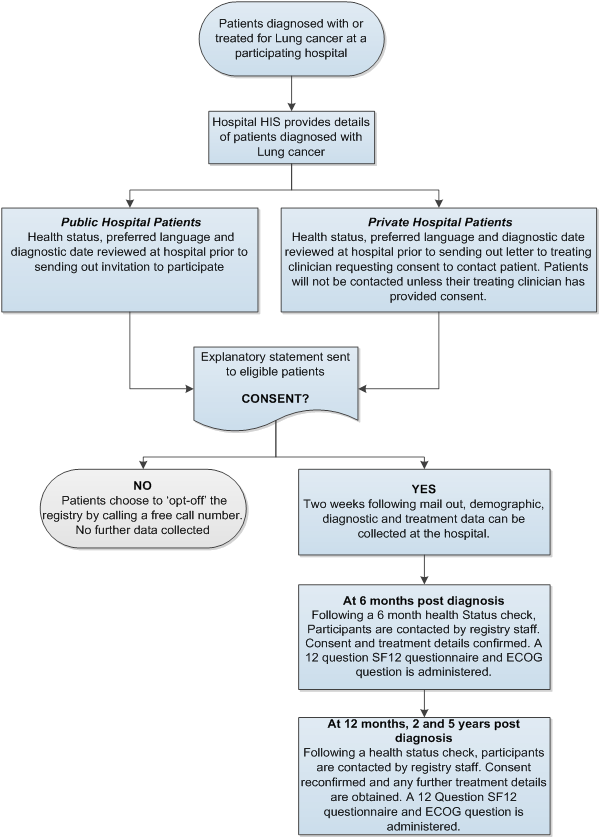 Patients diagnosed with or
treated for Lung cancer at a
participating hospital
Hospital HIS provides details
of patients diagnosed with
Lung cancer
Public Hospital Patients
Health status, preferred language and
diagnostic date reviewed at hospital prior to
sending out invitation to participate
Private Hospital Patients
Health status, preferred language and diagnostic date
reviewed at hospital prior to sending out letter to treating
clinician requesting consent to contact patient. Patients
will not be contacted unless their treating clinician has
provided consent.
Explanatory statement sent
to eligible patients
CONSENT?
NO
Patients choose to ‘opt-off’ the
registry by calling a free call number.
No further data collected
YES
Two weeks following mail out, demographic,
diagnostic and treatment data can be
collected at the hospital.
At 6 months post diagnosis
Following a 6 month health Status check,
Participants are contacted by registry staff.
Consent and treatment details confirmed. A
12 question SF12 questionnaire and ECOG
question is administered.
At 12 months, 2 and 5 years post
diagnosis
Following a health status check, participants
are contacted by registry staff. Consent
reconfirmed and any further treatment details
are obtained. A 12 Question SF12
questionnaire and ECOG question is
administered.